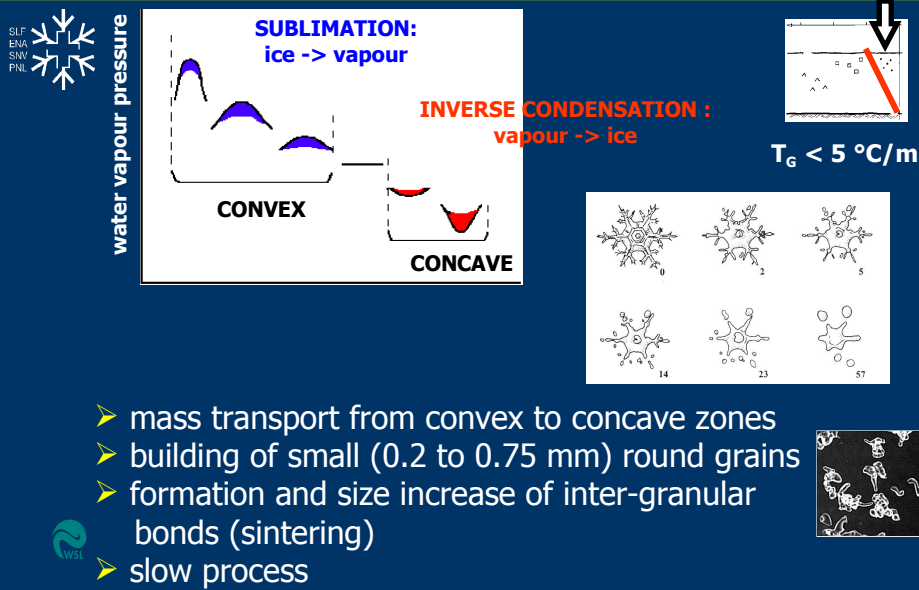 SLF
ENA
SNV
PNL
water vapour pressure
SUBLIMATION:
ice -> vapour
INVERSE CONDENSATION :
vapour -> ice
CONVEX
CONCAVE
T_G < 5 °C/m
0
2
5
14
23
57
➢ mass transport from convex to concave zones
➢ building of small (0.2 to 0.75 mm) round grains
➢ formation and size increase of inter-granular
bonds (sintering)
➢ slow process
WSL